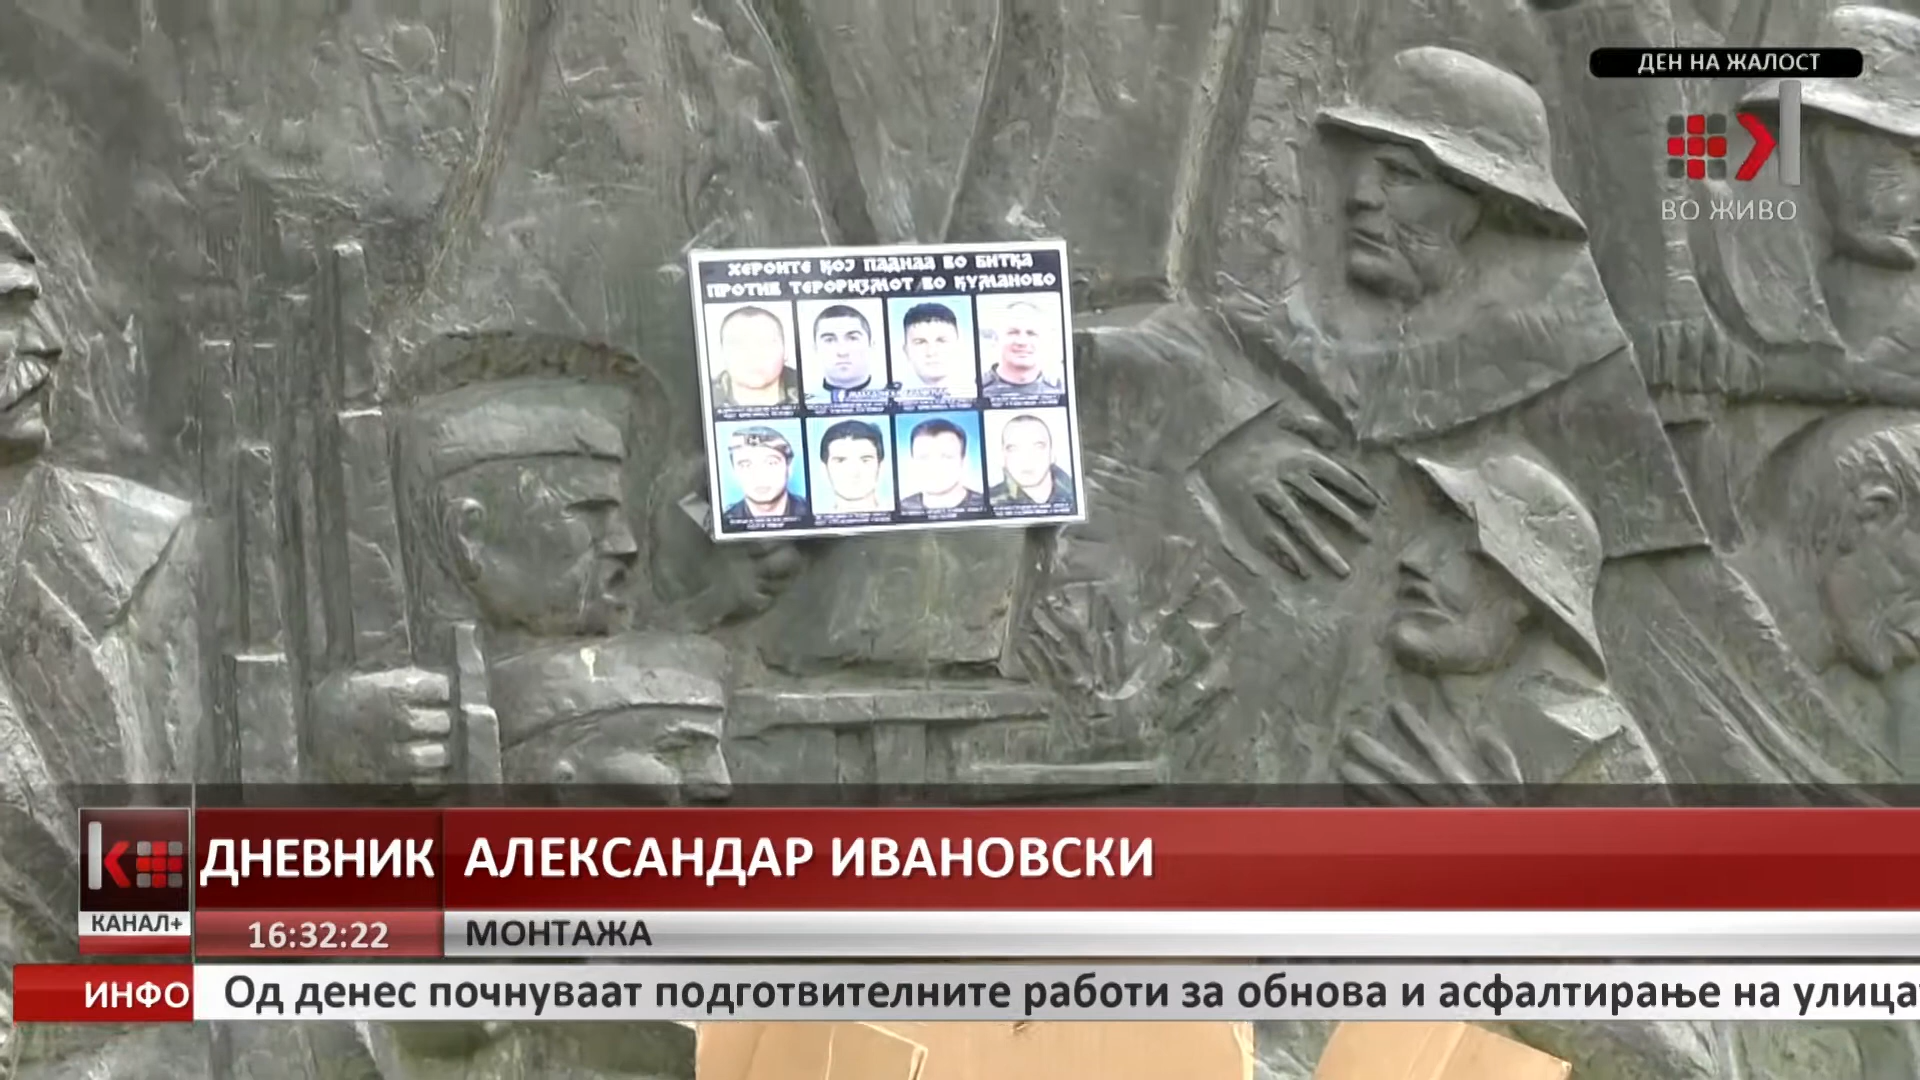 ДЕН НА ЖАЛОСТ
ВО ЖИВО
ХЕРОИТЕ КОЈ ПАДНАА ВО БИТКА
ПРОТИВ ТЕРОРИЗМОТ ВО КУМАНОВО
ДНЕВНИК
АЛЕКСАНДАР ИВАНОВСКИ
КАНАЛ+
16:32:22
МОНТАЖА
ИНФО
Од денес почнуваат подготвителните работи за обнова и асфалтирање на улица